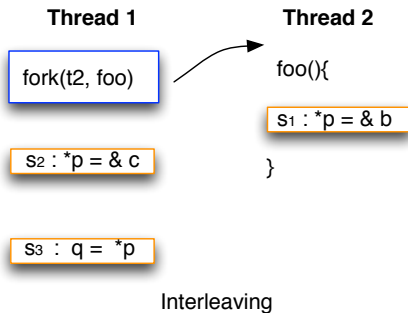 Thread 1
Thread 2
fork(t2, foo)
foo(){
s1 : *p = & b
s2 : *p = & c
}
s3 : q = *p
Interleaving